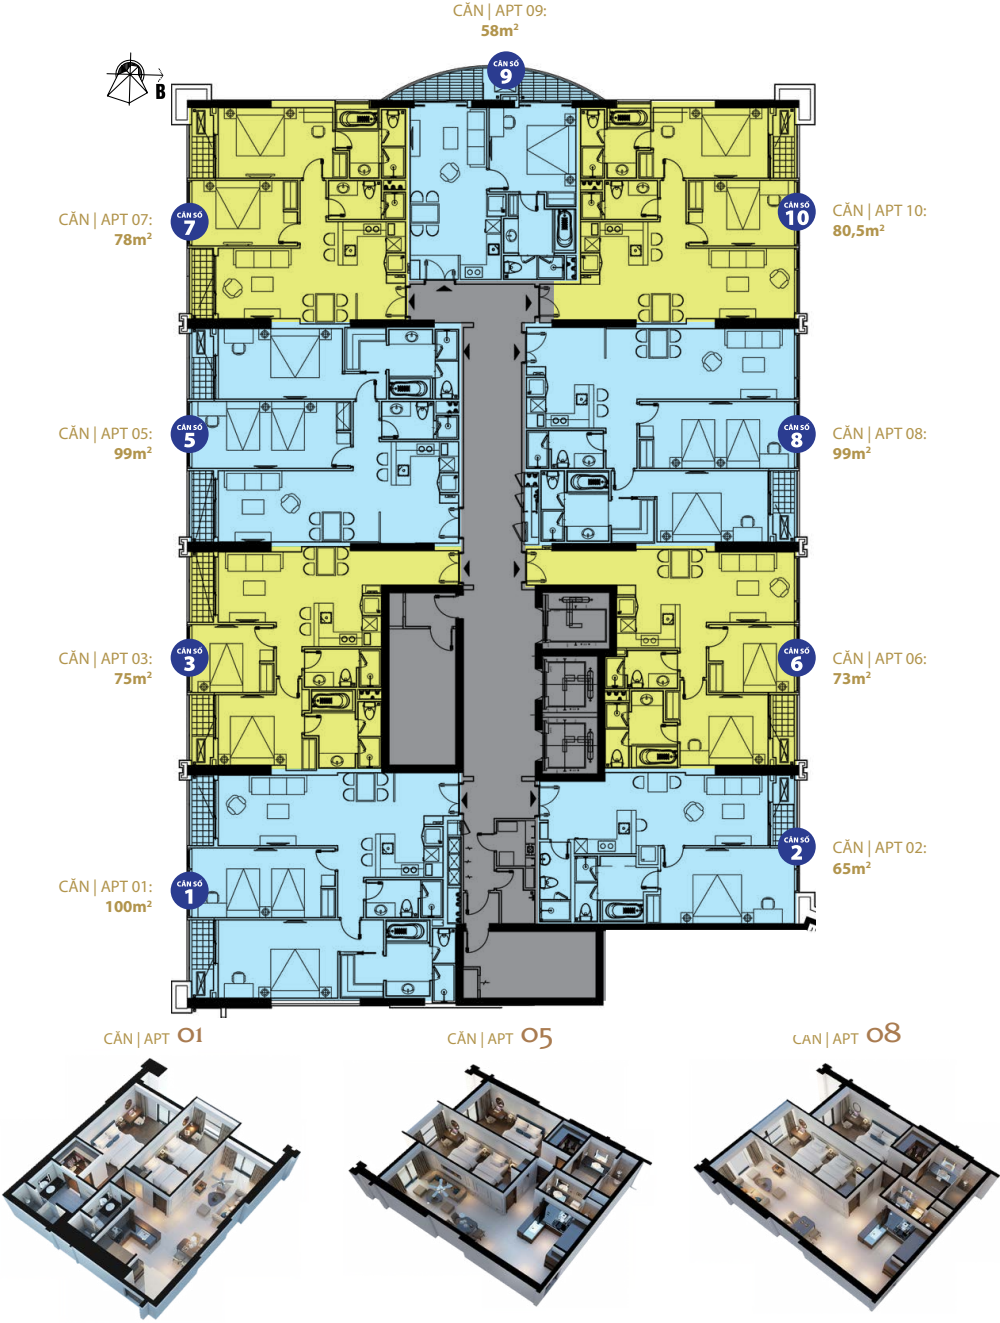 CĂN | APT 09:
58m²
CĂN SỐ
9
B
CĂN | APT 07:
78m²
CĂN SỐ
7
CĂN SỐ
10
CĂN | APT 10:
80,5m²
CĂN | APT 05:
99m²
CĂN SỐ
5
CĂN SỐ
8
CĂN | APT 08:
99m²
CĂN | APT 03:
75m²
CĂN SỐ
3
CĂN SỐ
6
CĂN | APT 06:
73m²
CĂN | APT 01:
100m²
CĂN SỐ
1
CĂN SỐ
2
CĂN | APT 02:
65m²
CĂN | APT 01
CĂN | APT 05
CĂN | APT 08